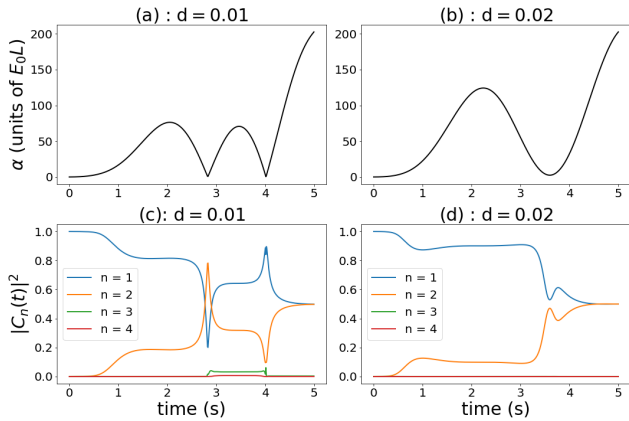 (a) : d = 0.01
(b) : d = 0.02
α (units of E₀L)
200
150
100
50
0
0 1 2 3 4 5
200
150
100
50
0
0 1 2 3 4 5
(c): d = 0.01
(d) : d = 0.02
|Cₙ(t)|²
1.0
0.8
0.6
0.4
0.2
0.0
n = 1
n = 2
n = 3
n = 4
0 1 2 3 4 5
time (s)
1.0
0.8
0.6
0.4
0.2
0.0
n = 1
n = 2
n = 3
n = 4
0 1 2 3 4 5
time (s)